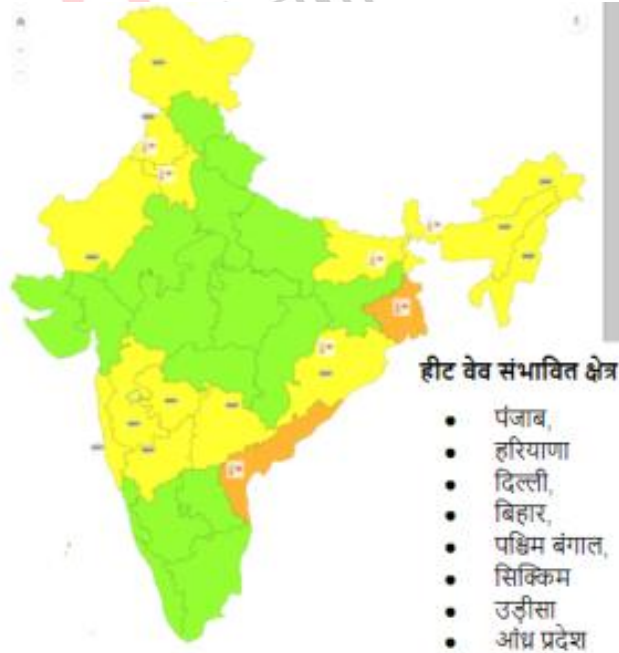 हीट वेव संभावित क्षेत्र
• पंजाब,
• हरियाणा
• दिल्ली,
• बिहार,
• पश्चिम बंगाल,
• सिक्किम
• उड़ीसा
• आंध्र प्रदेश